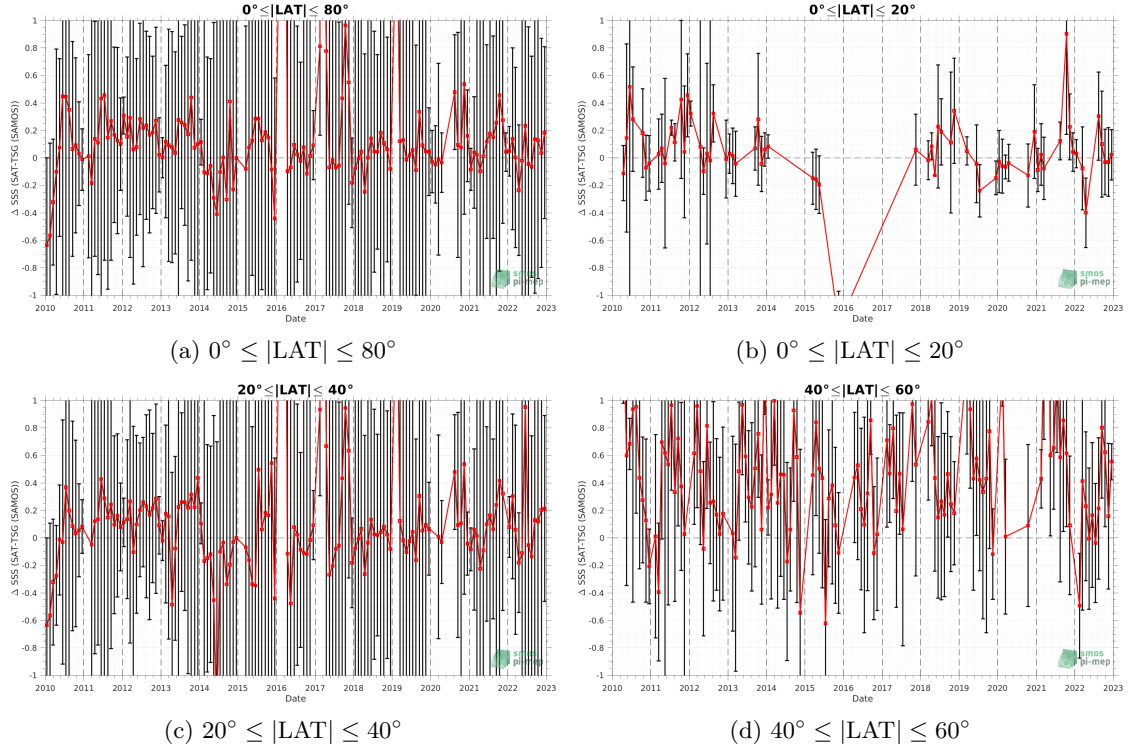 0°≤|LAT|≤ 80°
Δ SSS (SAT-TSG (SAMOS))
1
0.8
0.6
0.4
0.2
0
-0.2
-0.4
-0.6
-0.8
-1
2010 2011 2012 2013 2014 2015 2016 2017 2018 2019 2020 2021 2022 2023
Date
smos
pi-mep
(a) 0° ≤ |LAT| ≤ 80°
0°≤|LAT|≤ 20°
Δ SSS (SAT-TSG (SAMOS))
1
0.8
0.6
0.4
0.2
0
-0.2
-0.4
-0.6
-0.8
-1
2010 2011 2012 2013 2014 2015 2016 2017 2018 2019 2020 2021 2022 2023
Date
smos
pi-mep
(b) 0° ≤ |LAT| ≤ 20°
20°≤|LAT|≤ 40°
Δ SSS (SAT-TSG (SAMOS))
1
0.8
0.6
0.4
0.2
0
-0.2
-0.4
-0.6
-0.8
-1
2010 2011 2012 2013 2014 2015 2016 2017 2018 2019 2020 2021 2022 2023
Date
smos
pi-mep
(c) 20° ≤ |LAT| ≤ 40°
40°≤|LAT|≤ 60°
Δ SSS (SAT-TSG (SAMOS))
1
0.8
0.6
0.4
0.2
0
-0.2
-0.4
-0.6
-0.8
-1
2010 2011 2012 2013 2014 2015 2016 2017 2018 2019 2020 2021 2022 2023
Date
smos
pi-mep
(d) 40° ≤ |LAT| ≤ 60°